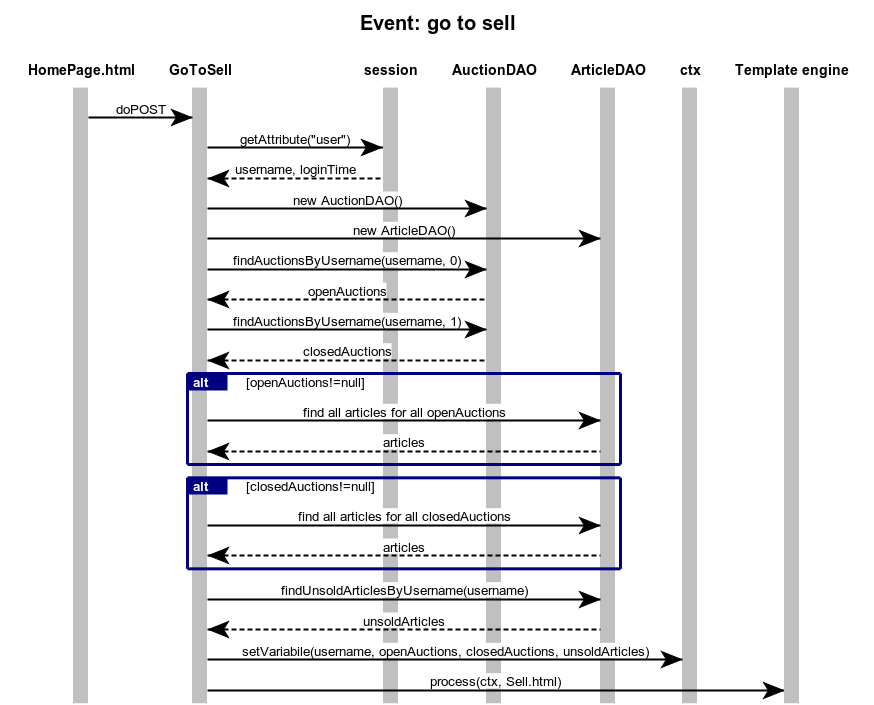 Event: go to sell
HomePage.html GoToSell session AuctionDAO ArticleDAO ctx Template engine
doPOST
getAttribute("user")
username, loginTime
new AuctionDAO()
new ArticleDAO()
findAuctionsByUsername(username, 0)
openAuctions
findAuctionsByUsername(username, 1)
closedAuctions
alt [openAuctions!=null]
find all articles for all openAuctions
articles
alt [closedAuctions!=null]
find all articles for all closedAuctions
articles
findUnsoldArticlesByUsername(username)
unsoldArticles
setVariabile(username, openAuctions, closedAuctions, unsoldArticles)
process(ctx, Sell.html)